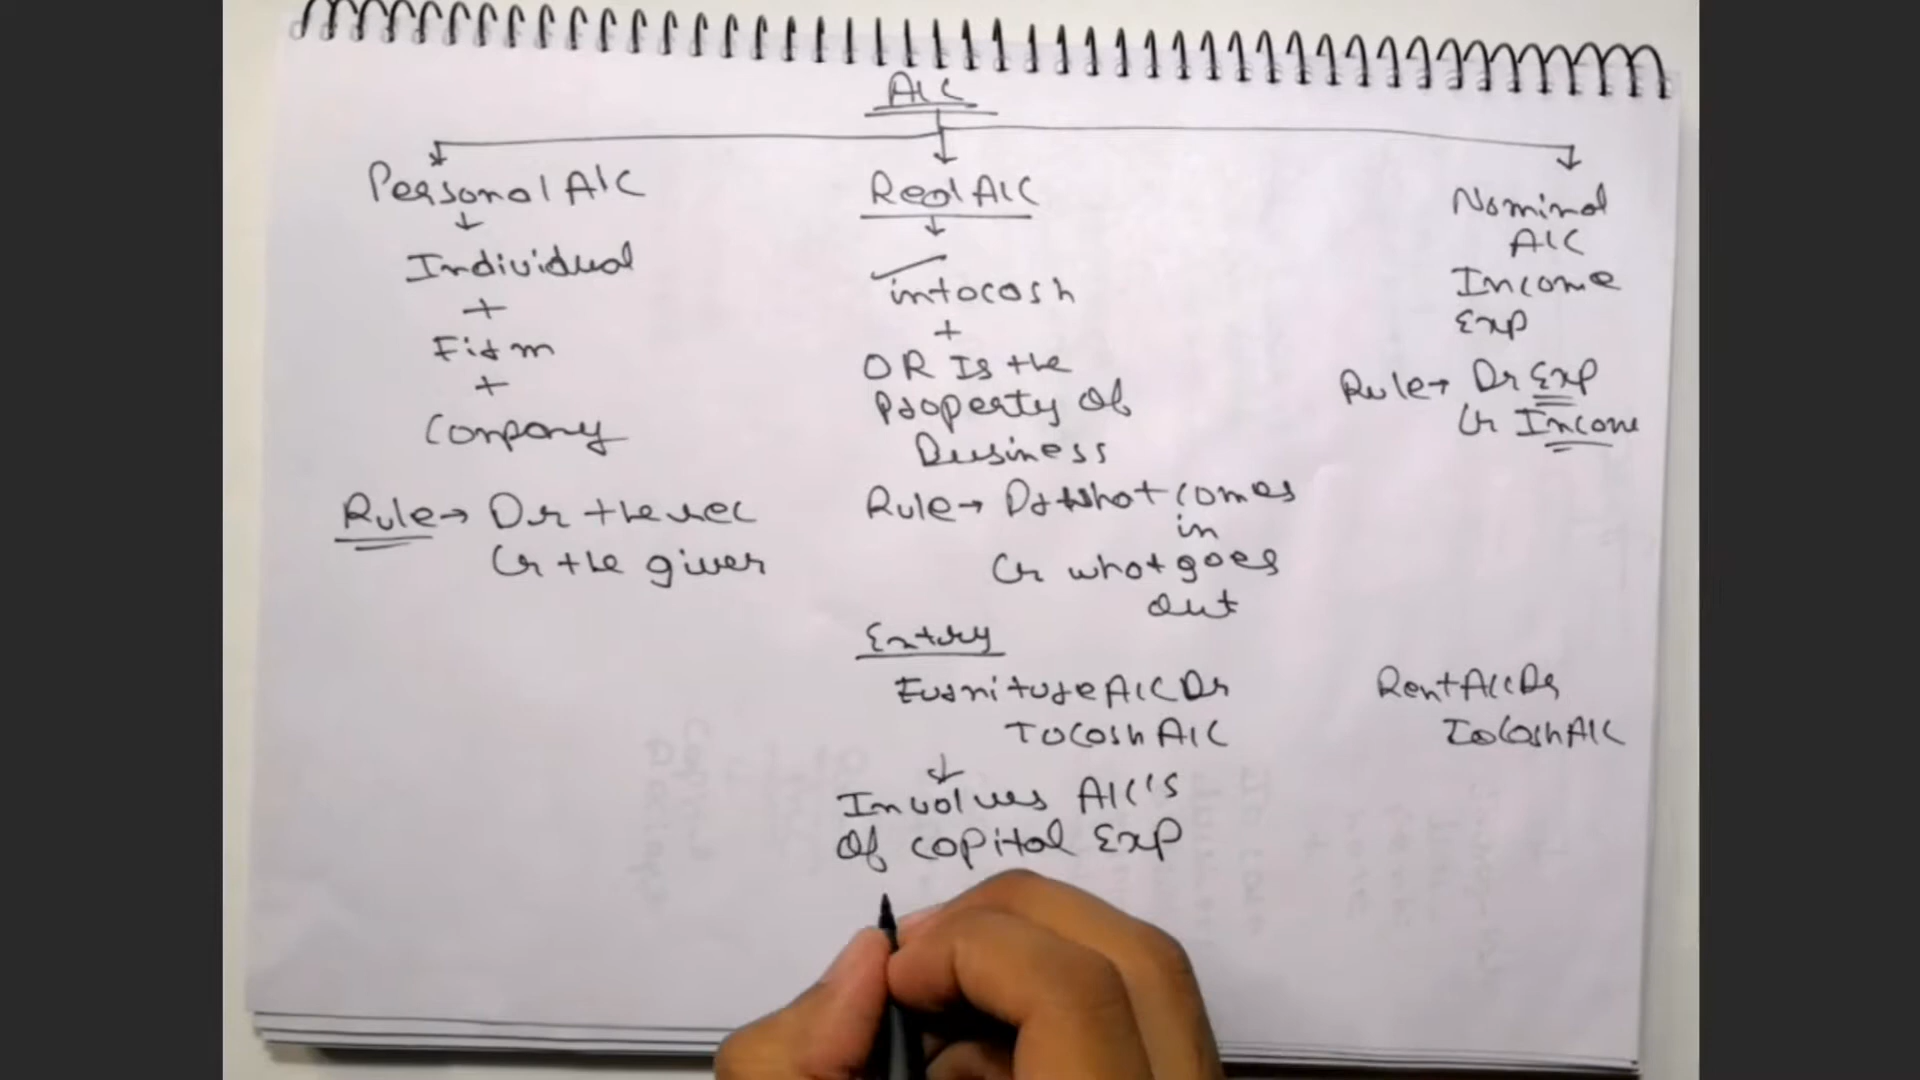 A/C
Personal A/C
Individual
+
Firm
+
Company
Rule → Dr the rec
Cr the giver
Real A/C
into cash
+
OR Is the
Property Of
Business
Rule → Dr what comes
in
Cr what goes
out
Entry
Furniture A/C Dr
To Cash A/C
Involves A/C's
Of capital Exp
Nominal
A/C
Income
Exp
Rule → Dr Exp
Cr Income
Rent A/c Dr
To Cash A/C